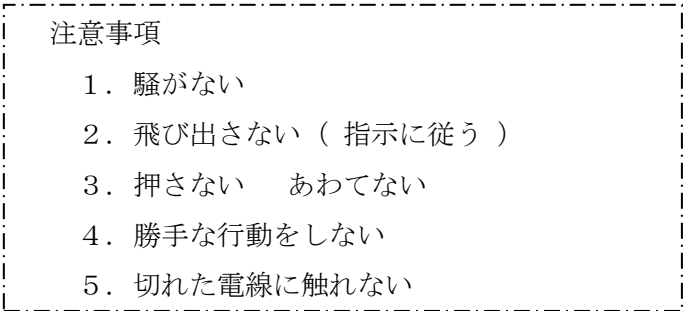 注意事項
１．騒がない
２．飛び出さない（ 指示に従う ）
３．押さない　あわてない
４．勝手な行動をしない
５．切れた電線に触れない